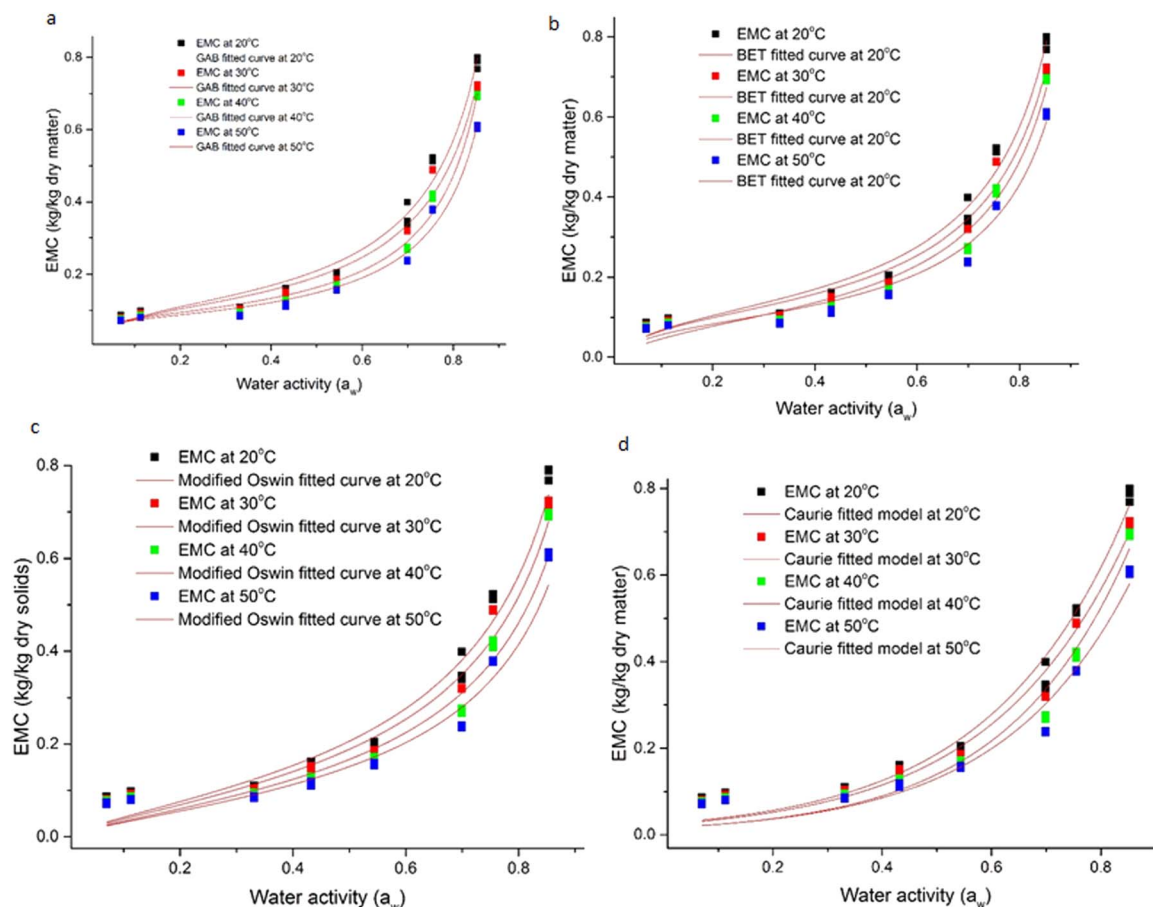 a
EMC at 20°C
GAB fitted curve at 20°C
EMC at 30°C
GAB fitted curve at 30°C
EMC at 40°C
GAB fitted curve at 40°C
EMC at 50°C
GAB fitted curve at 50°C
EMC (kg/kg dry matter)
0.8
0.6
0.4
0.2
0.2
0.4
0.6
0.8
Water activity (aw)
b
EMC at 20°C
BET fitted curve at 20°C
EMC at 30°C
BET fitted curve at 20°C
EMC at 40°C
BET fitted curve at 20°C
EMC at 50°C
BET fitted curve at 20°C
EMC (kg/kg dry matter)
0.8
0.6
0.4
0.2
0.0
0.2
0.4
0.6
0.8
Water activity (aw)
c
EMC at 20°C
Modified Oswin fitted curve at 20°C
EMC at 30°C
Modified Oswin fitted curve at 30°C
EMC at 40°C
Modified Oswin fitted curve at 40°C
EMC at 50°C
Modified Oswin fitted curve at 50°C
EMC (kg/kg dry solids)
0.8
0.6
0.4
0.2
0.0
0.2
0.4
0.6
0.8
Water activity (aw)
d
EMC at 20°C
Caurie fitted model at 20°C
EMC at 30°C
Caurie fitted model at 30°C
EMC at 40°C
Caurie fitted model at 40°C
EMC at 50°C
Caurie fitted model at 50°C
EMC (kg/kg dry matter)
0.8
0.6
0.4
0.2
0.0
0.2
0.4
0.6
0.8
Water activity (aw)